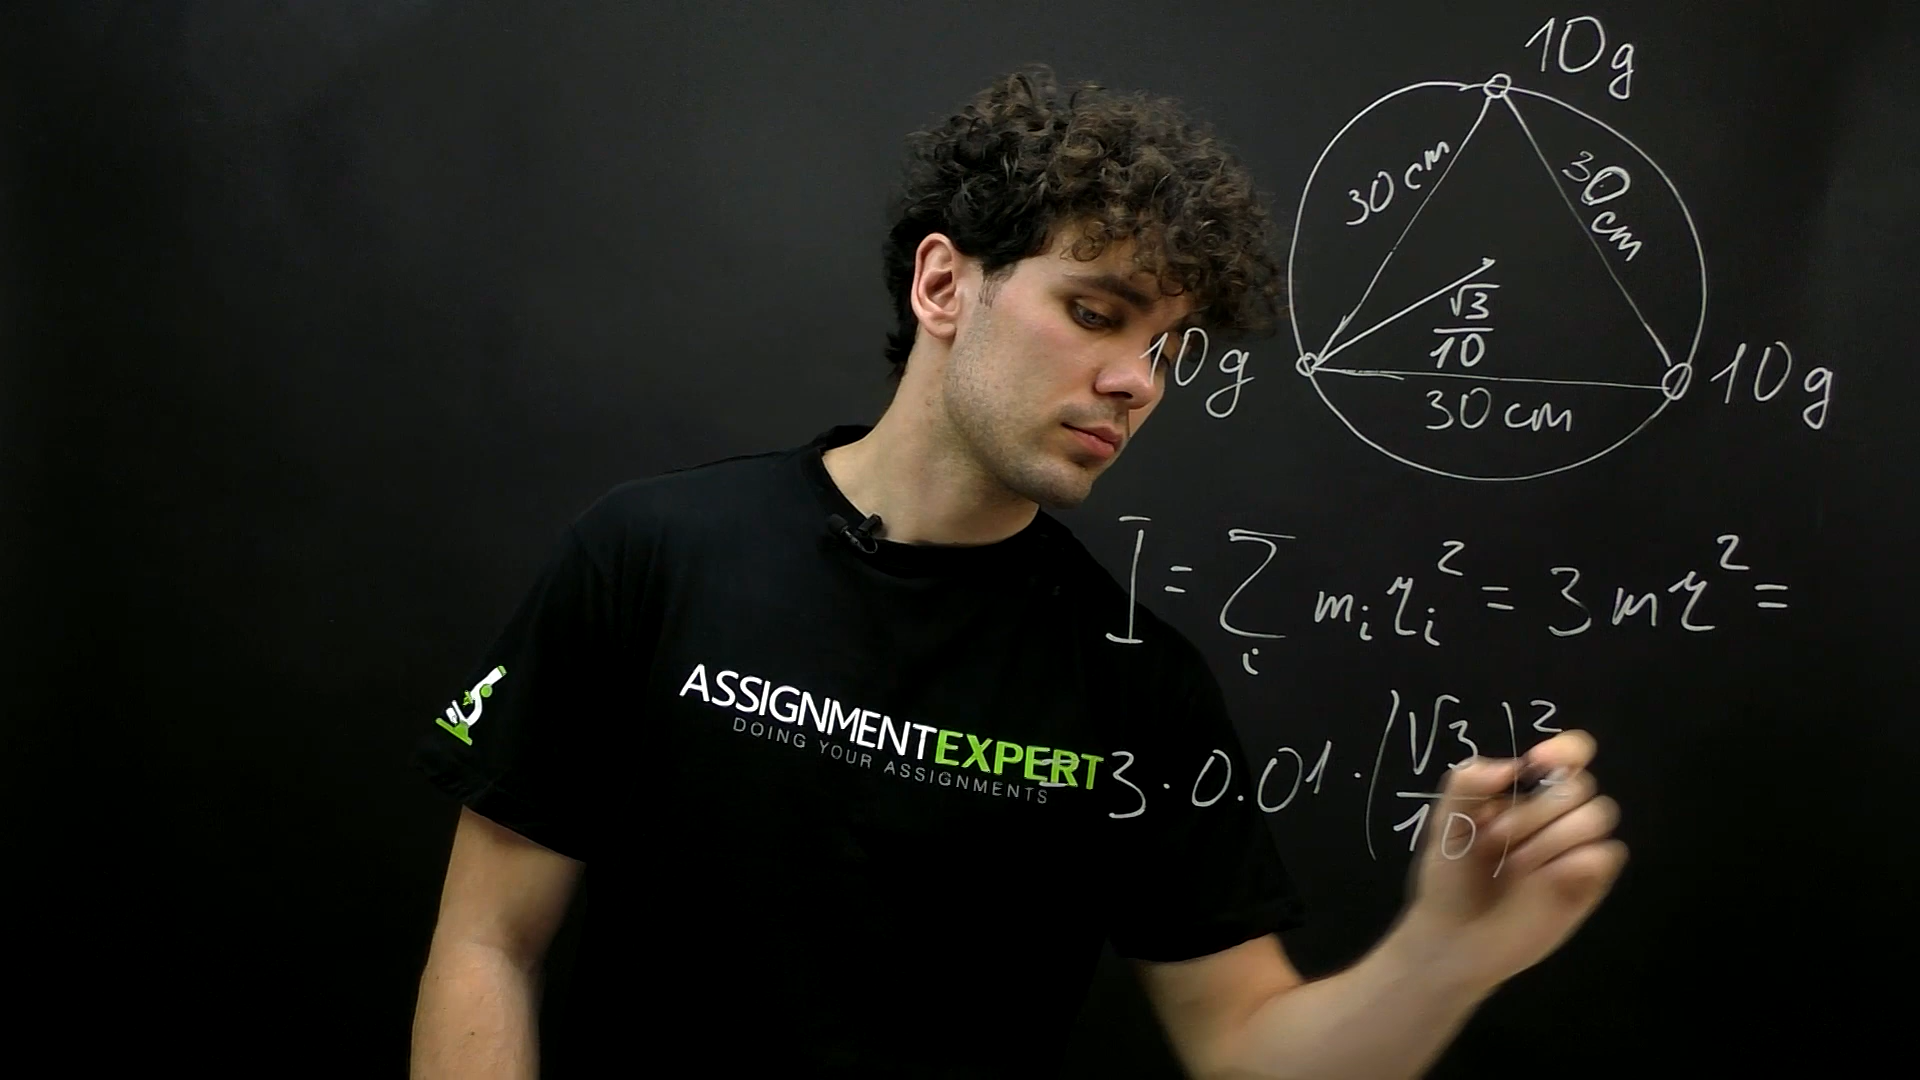 10g
30 cm
30 cm
√3
10
10g
10g
30 cm
I = Σ mᵢrᵢ² = 3mr² =
i
= 3 · 0.01 · (√3/10)²
ASSIGNMENTEXPERT
DOING YOUR ASSIGNMENTS